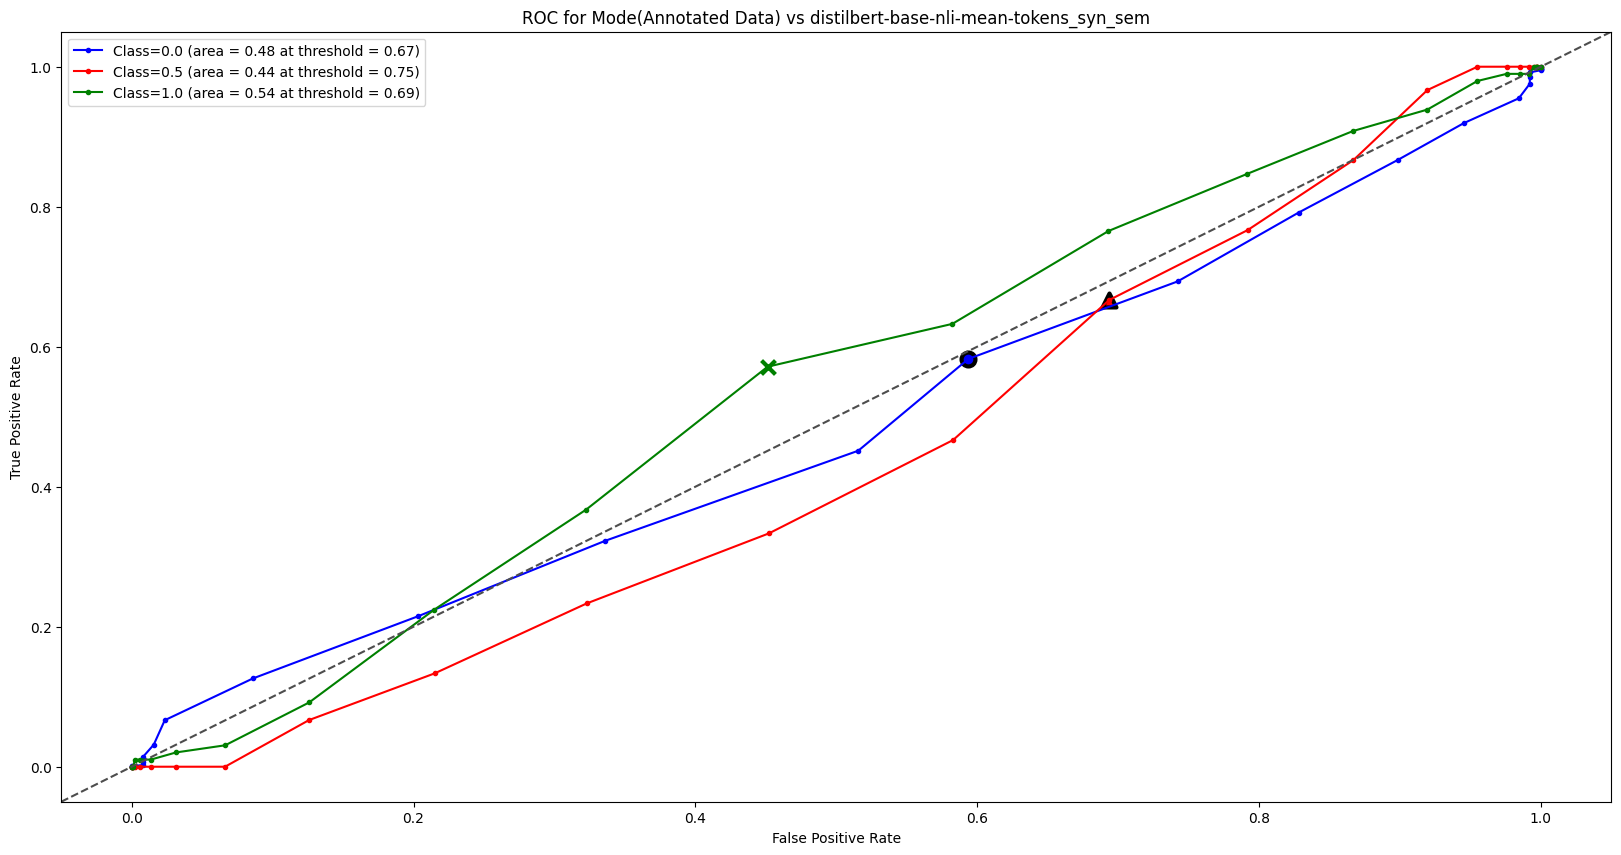 ROC for Mode(Annotated Data) vs distilbert-base-nli-mean-tokens_syn_sem
Class=0.0 (area = 0.48 at threshold = 0.67)
Class=0.5 (area = 0.44 at threshold = 0.75)
Class=1.0 (area = 0.54 at threshold = 0.69)
True Positive Rate
1.0
0.8
0.6
0.4
0.2
0.0
0.0 0.2 0.4 0.6 0.8 1.0
False Positive Rate